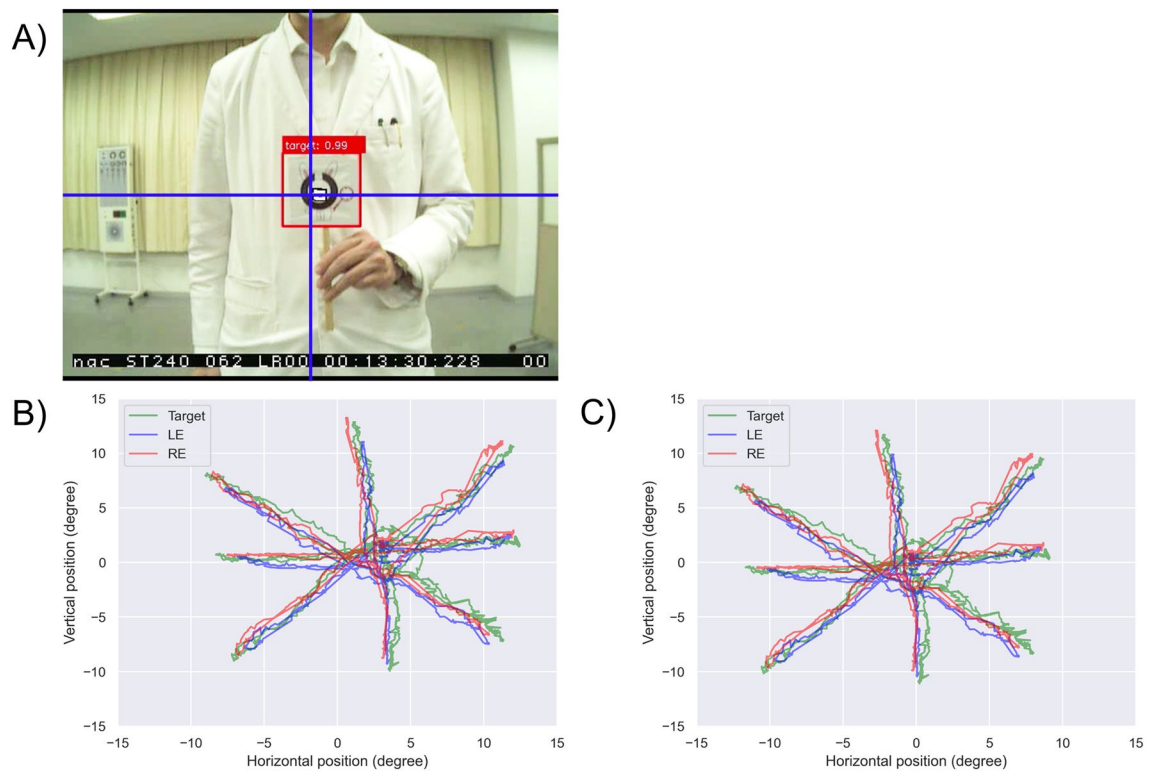 A)
target: 0.99
nac ST240 062 LR00 00:13:30:228 00
B)
15
10
5
0
−5
−10
−15
Vertical position (degree)
Target
LE
RE
−15 −10 −5 0 5 10 15
Horizontal position (degree)
C)
15
10
5
0
−5
−10
−15
Vertical position (degree)
Target
LE
RE
−15 −10 −5 0 5 10 15
Horizontal position (degree)